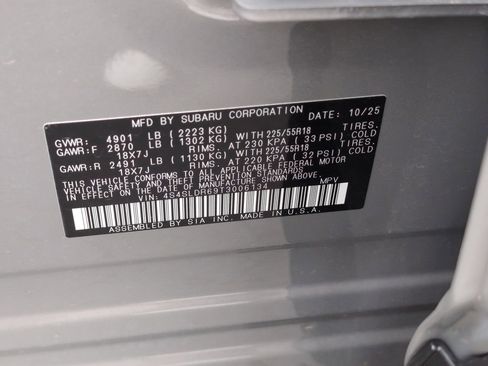 MFD BY SUBARU CORPORATION DATE: 10/25
GVWR: 4901 LB (2223 KG)
GAWR:F 2870 LB (1302 KG) WITH 225/55R18 TIRES.
18X7J RIMS. AT 230 KPA (33 PSI) COLD
GAWR:R 2491 LB (1130 KG) WITH 225/55R18 TIRES.
18X7J RIMS. AT 220 KPA (32 PSI) COLD
THIS VEHICLE CONFORMS TO ALL APPLICABLE FEDERAL MOTOR
VEHICLE SAFETY AND THEFT PREVENTION STANDARDS
IN EFFECT ON THE DATE OF MANUFACTURE SHOWN ABOVE.
VIN: 4S4SLDR69T3006134 MPV
ASSEMBLED BY SIA INC. MADE IN U.S.A.